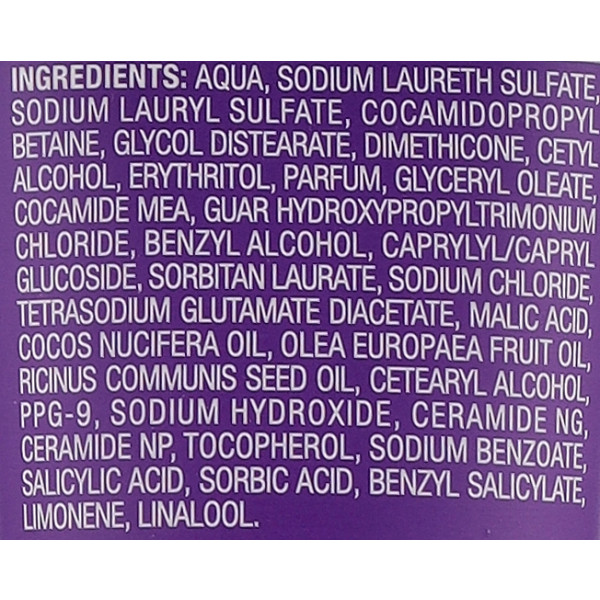 INGREDIENTS: AQUA, SODIUM LAURETH SULFATE,
SODIUM LAURYL SULFATE, COCAMIDOPROPYL
BETAINE, GLYCOL DISTEARATE, DIMETHICONE, CETYL
ALCOHOL, ERYTHRITOL, PARFUM, GLYCERYL OLEATE,
COCAMIDE MEA, GUAR HYDROXYPROPYLTRIMONIUM
CHLORIDE, BENZYL ALCOHOL, CAPRYLYL/CAPRYL
GLUCOSIDE, SORBITAN LAURATE, SODIUM CHLORIDE,
TETRASODIUM GLUTAMATE DIACETATE, MALIC ACID,
COCOS NUCIFERA OIL, OLEA EUROPAEA FRUIT OIL,
RICINUS COMMUNIS SEED OIL, CETEARYL ALCOHOL,
PPG-9, SODIUM HYDROXIDE, CERAMIDE NG,
CERAMIDE NP, TOCOPHEROL, SODIUM BENZOATE,
SALICYLIC ACID, SORBIC ACID, BENZYL SALICYLATE,
LIMONENE, LINALOOL.